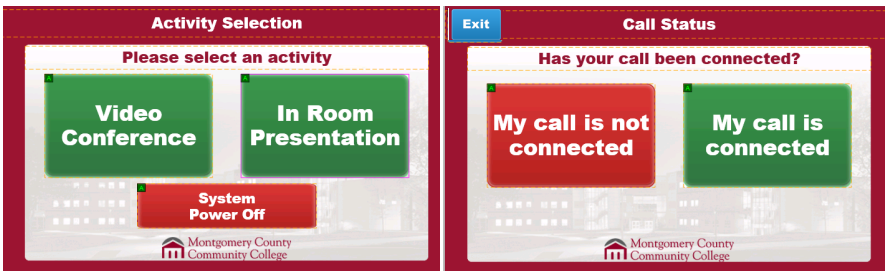 Activity Selection
Please select an activity
A
Video
Conference
A
In Room
Presentation
A
System
Power Off
Montgomery County
Community College
Exit
Call Status
Has your call been connected?
A
My call is not
connected
A
My call is
connected
Montgomery County
Community College